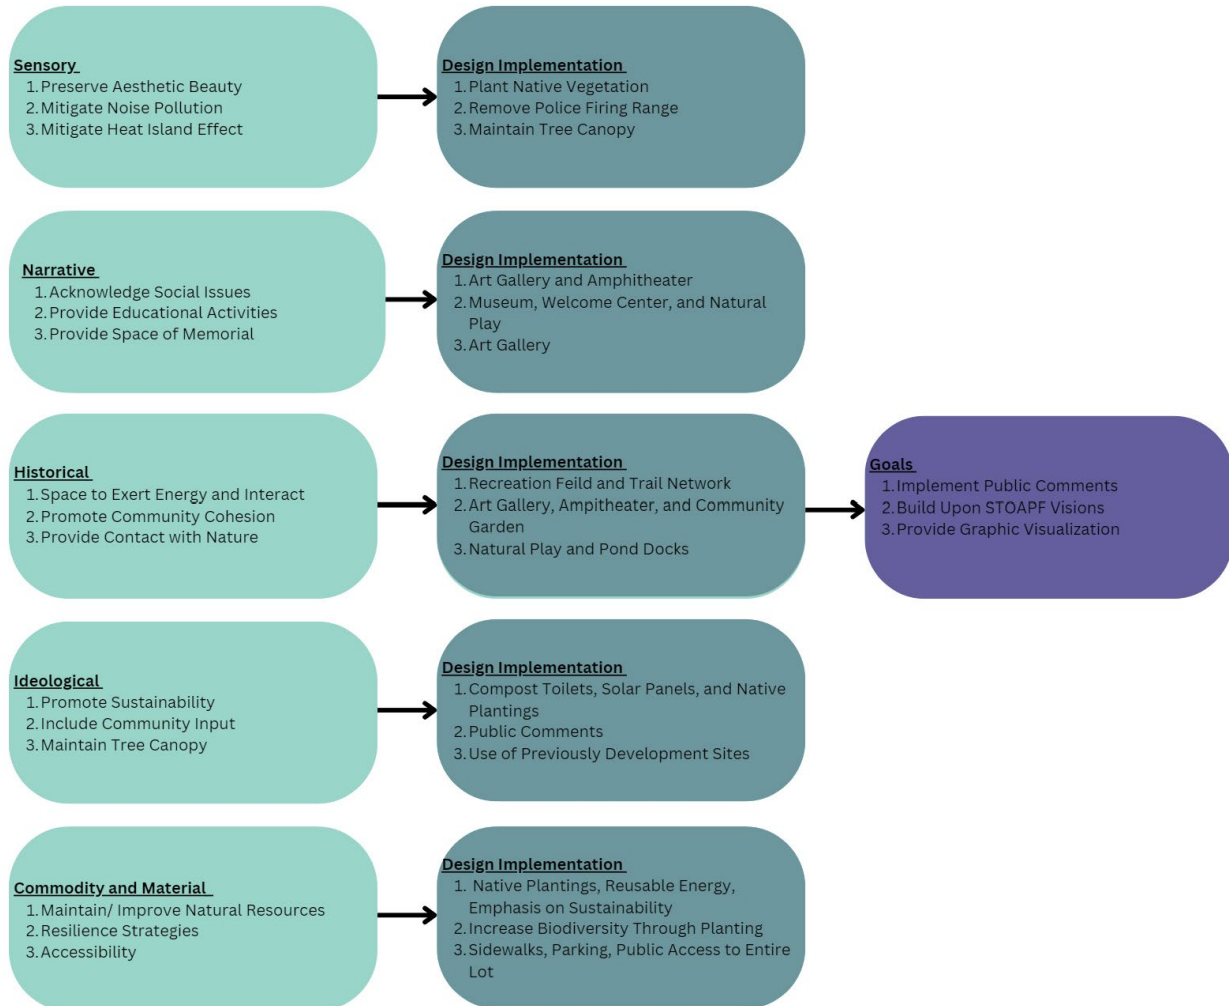 Sensory
1. Preserve Aesthetic Beauty
2. Mitigate Noise Pollution
3. Mitigate Heat Island Effect
Design Implementation
1. Plant Native Vegetation
2. Remove Police Firing Range
3. Maintain Tree Canopy
Narrative
1. Acknowledge Social Issues
2. Provide Educational Activities
3. Provide Space of Memorial
Design Implementation
1. Art Gallery and Amphitheater
2. Museum, Welcome Center, and Natural
Play
3. Art Gallery
Historical
1. Space to Exert Energy and Interact
2. Promote Community Cohesion
3. Provide Contact with Nature
Design Implementation
1. Recreation Feild and Trail Network
2. Art Gallery, Ampitheater, and Community
Garden
3. Natural Play and Pond Docks
Goals
1. Implement Public Comments
2. Build Upon STOAPF Visions
3. Provide Graphic Visualization
Ideological
1. Promote Sustainability
2. Include Community Input
3. Maintain Tree Canopy
Design Implementation
1. Compost Toilets, Solar Panels, and Native
Plantings
2. Public Comments
3. Use of Previously Development Sites
Commodity and Material
1. Maintain/ Improve Natural Resources
2. Resilience Strategies
3. Accessibility
Design Implementation
1. Native Plantings, Reusable Energy,
Emphasis on Sustainability
2. Increase Biodiversity Through Planting
3. Sidewalks, Parking, Public Access to Entire
Lot